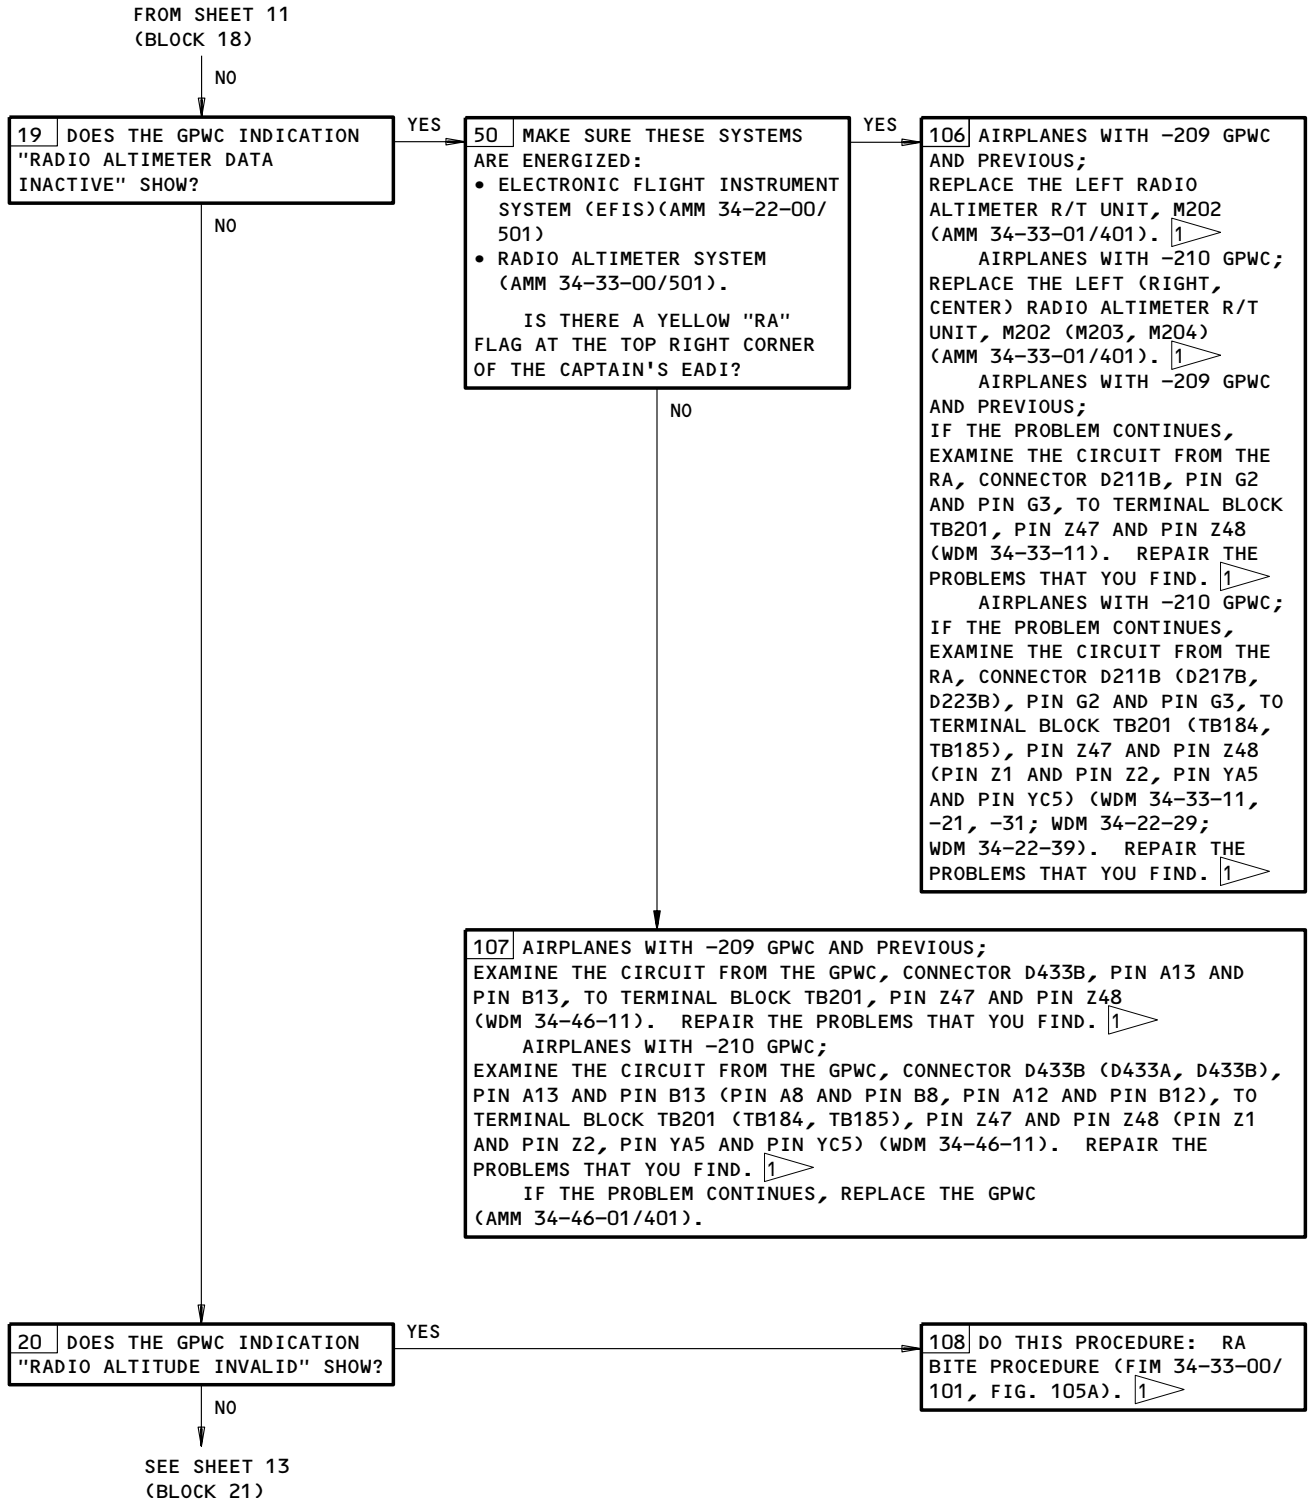 FROM SHEET 11
(BLOCK 18)
NO
19 DOES THE GPWC INDICATION
"RADIO ALTIMETER DATA
INACTIVE" SHOW?
YES
NO
50 MAKE SURE THESE SYSTEMS
ARE ENERGIZED:
• ELECTRONIC FLIGHT INSTRUMENT
SYSTEM (EFIS)(AMM 34-22-00/
501)
• RADIO ALTIMETER SYSTEM
(AMM 34-33-00/501).
IS THERE A YELLOW "RA"
FLAG AT THE TOP RIGHT CORNER
OF THE CAPTAIN'S EADI?
YES
NO
106 AIRPLANES WITH -209 GPWC
AND PREVIOUS;
REPLACE THE LEFT RADIO
ALTIMETER R/T UNIT, M202
(AMM 34-33-01/401). 1
AIRPLANES WITH -210 GPWC;
REPLACE THE LEFT (RIGHT,
CENTER) RADIO ALTIMETER R/T
UNIT, M202 (M203, M204)
(AMM 34-33-01/401). 1
AIRPLANES WITH -209 GPWC
AND PREVIOUS;
IF THE PROBLEM CONTINUES,
EXAMINE THE CIRCUIT FROM THE
RA, CONNECTOR D211B, PIN G2
AND PIN G3, TO TERMINAL BLOCK
TB201, PIN Z47 AND PIN Z48
(WDM 34-33-11). REPAIR THE
PROBLEMS THAT YOU FIND. 1
AIRPLANES WITH -210 GPWC;
IF THE PROBLEM CONTINUES,
EXAMINE THE CIRCUIT FROM THE
RA, CONNECTOR D211B (D217B,
D223B), PIN G2 AND PIN G3, TO
TERMINAL BLOCK TB201 (TB184,
TB185), PIN Z47 AND PIN Z48
(PIN Z1 AND PIN Z2, PIN YA5
AND PIN YC5) (WDM 34-33-11,
-21, -31; WDM 34-22-29;
WDM 34-22-39). REPAIR THE
PROBLEMS THAT YOU FIND. 1
107 AIRPLANES WITH -209 GPWC AND PREVIOUS;
EXAMINE THE CIRCUIT FROM THE GPWC, CONNECTOR D433B, PIN A13 AND
PIN B13, TO TERMINAL BLOCK TB201, PIN Z47 AND PIN Z48
(WDM 34-46-11). REPAIR THE PROBLEMS THAT YOU FIND. 1
AIRPLANES WITH -210 GPWC;
EXAMINE THE CIRCUIT FROM THE GPWC, CONNECTOR D433B (D433A, D433B),
PIN A13 AND PIN B13 (PIN A8 AND PIN B8, PIN A12 AND PIN B12), TO
TERMINAL BLOCK TB201 (TB184, TB185), PIN Z47 AND PIN Z48 (PIN Z1
AND PIN Z2, PIN YA5 AND PIN YC5) (WDM 34-46-11). REPAIR THE
PROBLEMS THAT YOU FIND. 1
IF THE PROBLEM CONTINUES, REPLACE THE GPWC
(AMM 34-46-01/401).
20 DOES THE GPWC INDICATION
"RADIO ALTITUDE INVALID" SHOW?
YES
NO
108 DO THIS PROCEDURE: RA
BITE PROCEDURE (FIM 34-33-00/
101, FIG. 105A). 1
SEE SHEET 13
(BLOCK 21)